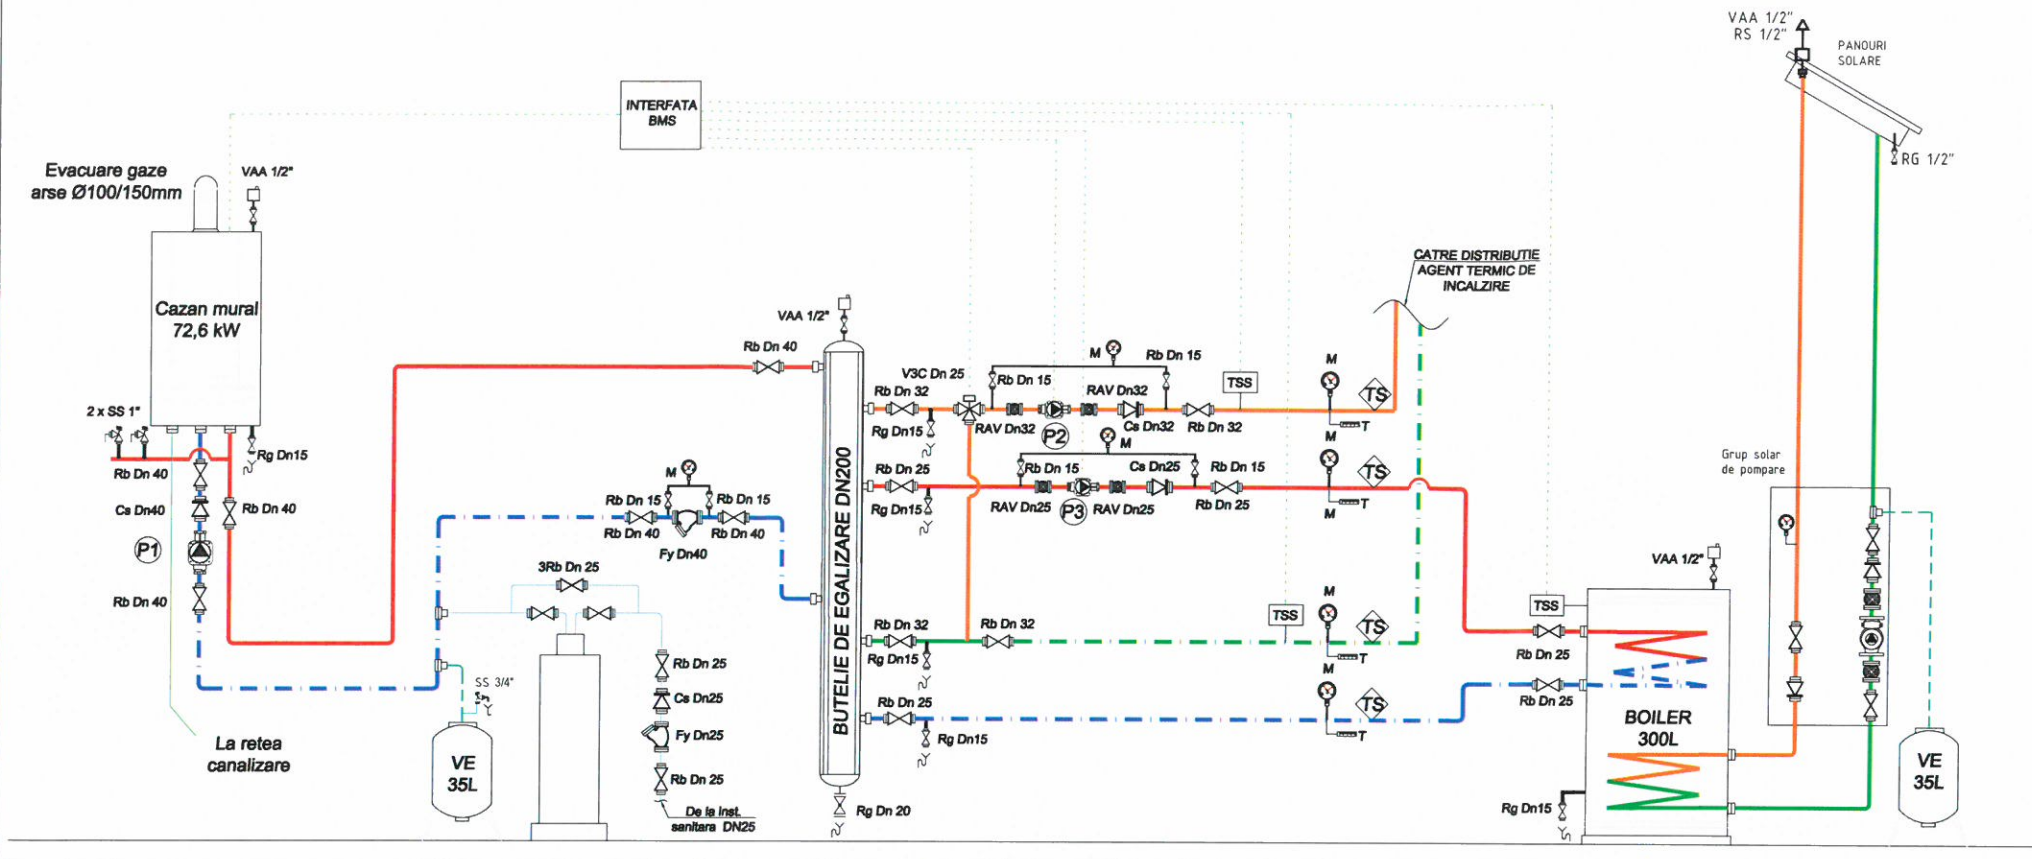 VAA 1/2"
RS 1/2"
PANOURI
SOLARE
RG 1/2"
INTERFATA
BMS
Evacuare gaze
arse Ø100/150mm
VAA 1/2"
Cazan mural
72,6 kW
2 x SS 1"
Rb Dn 40
Rg Dn15
Cs Dn40
Rb Dn 40
P1
Rb Dn 40
La retea
canalizare
Rb Dn 40
VAA 1/2"
M
Rb Dn 15
Rb Dn 15
Rb Dn 40
Rb Dn 40
Fy Dn40
3Rb Dn 25
SS 3/4"
VE
35L
Rb Dn 25
Cs Dn25
Fy Dn25
Rb Dn 25
De la inst.
sanitara DN25
BUTELIE DE EGALIZARE DN200
Rg Dn 20
CATRE DISTRIBUTIE
AGENT TERMIC DE
INCALZIRE
V3C Dn 25
Rb Dn 32
Rg Dn15
M
Rb Dn 15
Rb Dn 15
RAV Dn32
RAV Dn32
P2
Cs Dn32
Rb Dn 32
TSS
M
TS
T
Rb Dn 25
Rg Dn15
M
Rb Dn 15
Cs Dn25
Rb Dn 15
RAV Dn25
P3
RAV Dn25
Rb Dn 25
M
TS
M
T
Rb Dn 32
Rb Dn 32
Rg Dn15
TSS
M
TS
T
Rb Dn 25
Rg Dn15
M
TS
T
VAA 1/2"
TSS
Rb Dn 25
Rb Dn 25
BOILER
300L
Rg Dn15
Grup solar
de pompare
VE
35L